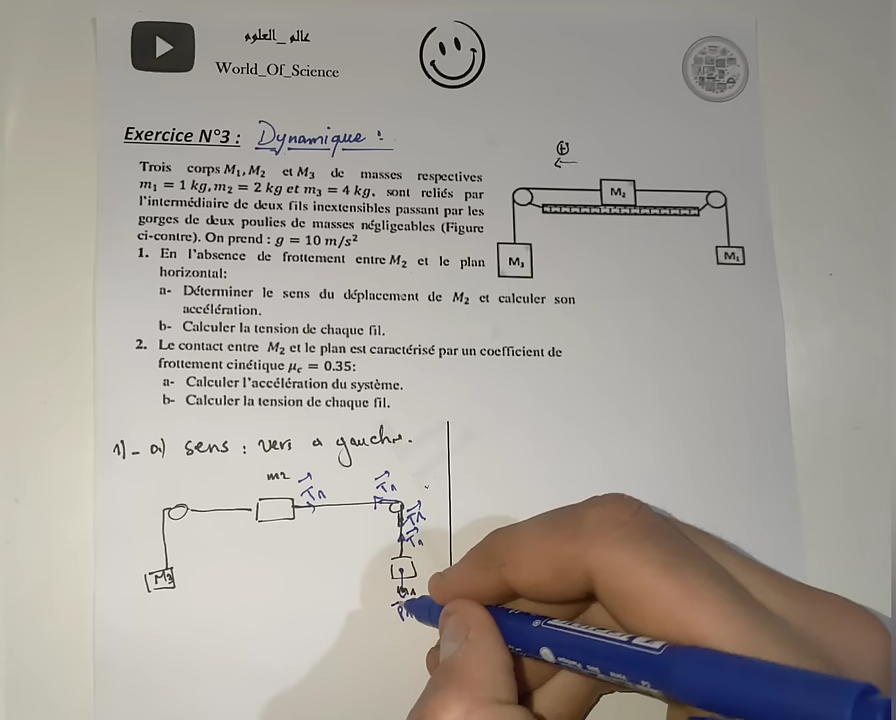 عالم_العلوم
World_Of_Science
Exercice N°3 : Dynamique :
Trois corps M₁, M₂ et M₃ de masses respectives
m₁ = 1 kg, m₂ = 2 kg et m₃ = 4 kg, sont reliés par
l'intermédiaire de deux fils inextensibles passant par les
gorges de deux poulies de masses négligeables (Figure
ci-contre). On prend : g = 10 m/s²
1. En l'absence de frottement entre M₂ et le plan
horizontal:
a- Déterminer le sens du déplacement de M₂ et calculer son
accélération.
b- Calculer la tension de chaque fil.
2. Le contact entre M₂ et le plan est caractérisé par un coefficient de
frottement cinétique μ꜀ = 0.35:
a- Calculer l'accélération du système.
b- Calculer la tension de chaque fil.
⊕
M₂
M₃
M₁
1)- a) sens : vers a gauche.
m2
T₁
T₁
T₁
T₁
M3